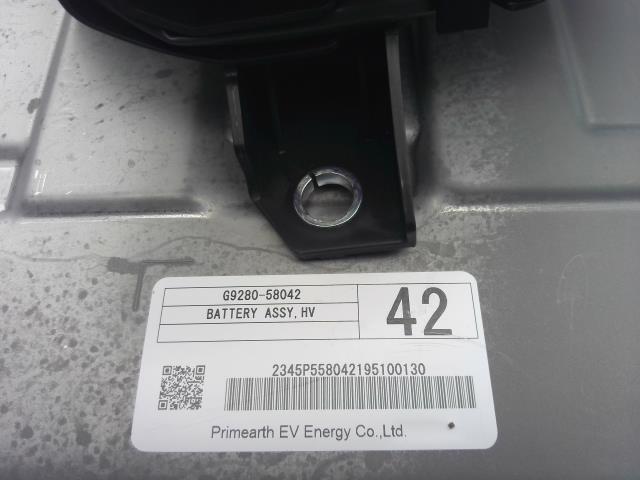 G9280-58042
BATTERY ASSY,HV
42
2345P558042195100130
Primearth EV Energy Co.,Ltd.